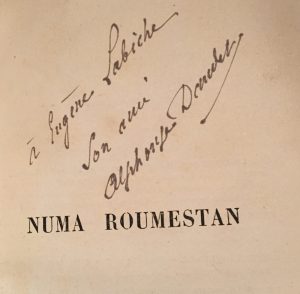 à Eugène Labiche
Son ami
Alphonse Daudet
NUMA ROUMESTAN